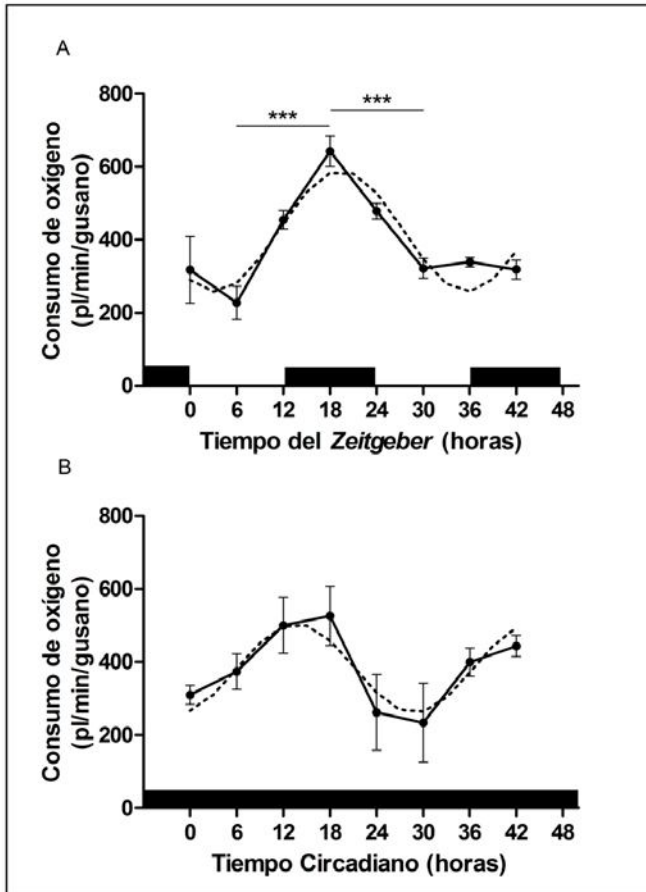 A
Consumo de oxígeno
(pl/min/gusano)
800
600
400
200
0
*** ***
0 6 12 18 24 30 36 42 48
Tiempo del Zeitgeber (horas)
B
Consumo de oxígeno
(pl/min/gusano)
800
600
400
200
0
0 6 12 18 24 30 36 42 48
Tiempo Circadiano (horas)